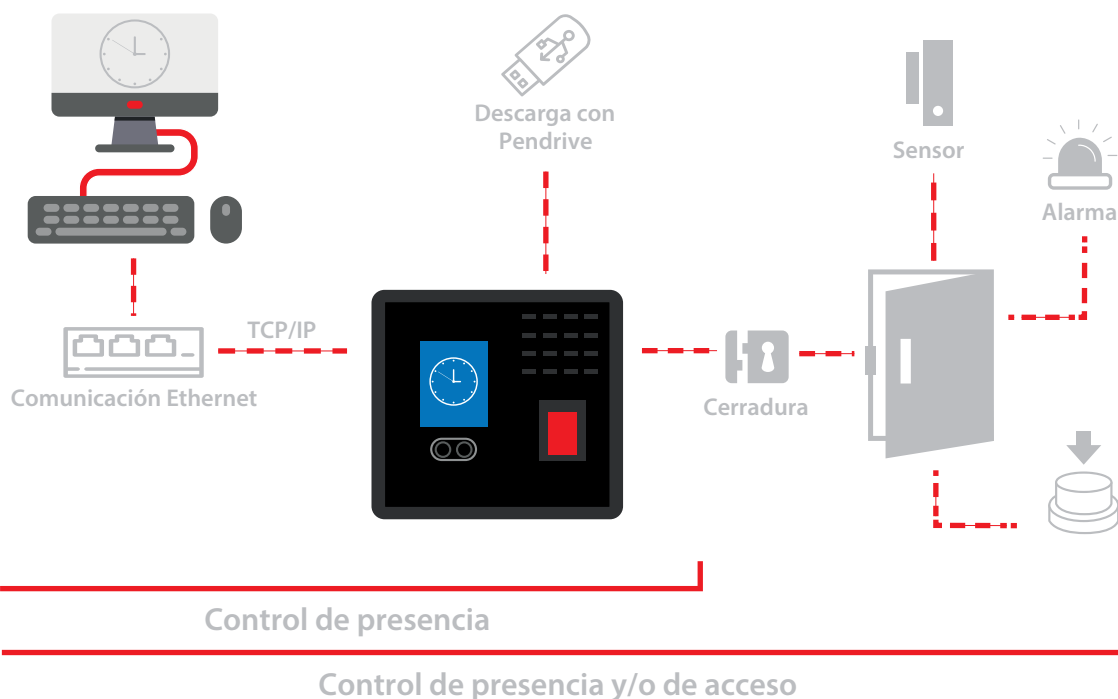 Descarga con
Pendrive
Sensor
Alarma
TCP/IP
Comunicación Ethernet
Cerradura
Control de presencia
Control de presencia y/o de acceso